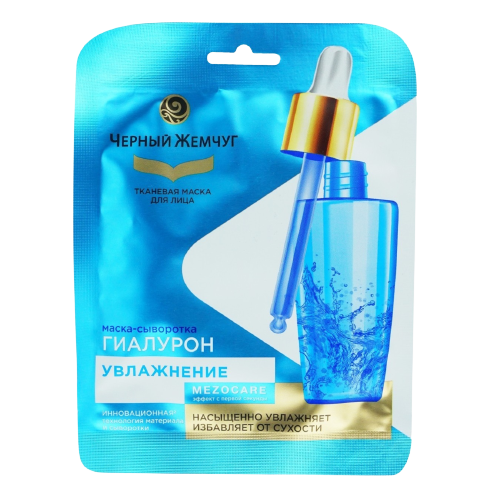 ЧЕРНЫЙ ЖЕМЧУГ
ТКАНЕВАЯ МАСКА
ДЛЯ ЛИЦА
маска-сыворотка
ГИАЛУРОН
УВЛАЖНЕНИЕ
MEZOCARE
эффект с первой секунды
ИННОВАЦИОННАЯ
технология материала
НАСЫЩЕННО УВЛАЖНЯЕТ
ИЗБАВЛЯЕТ ОТ СУХОСТИ